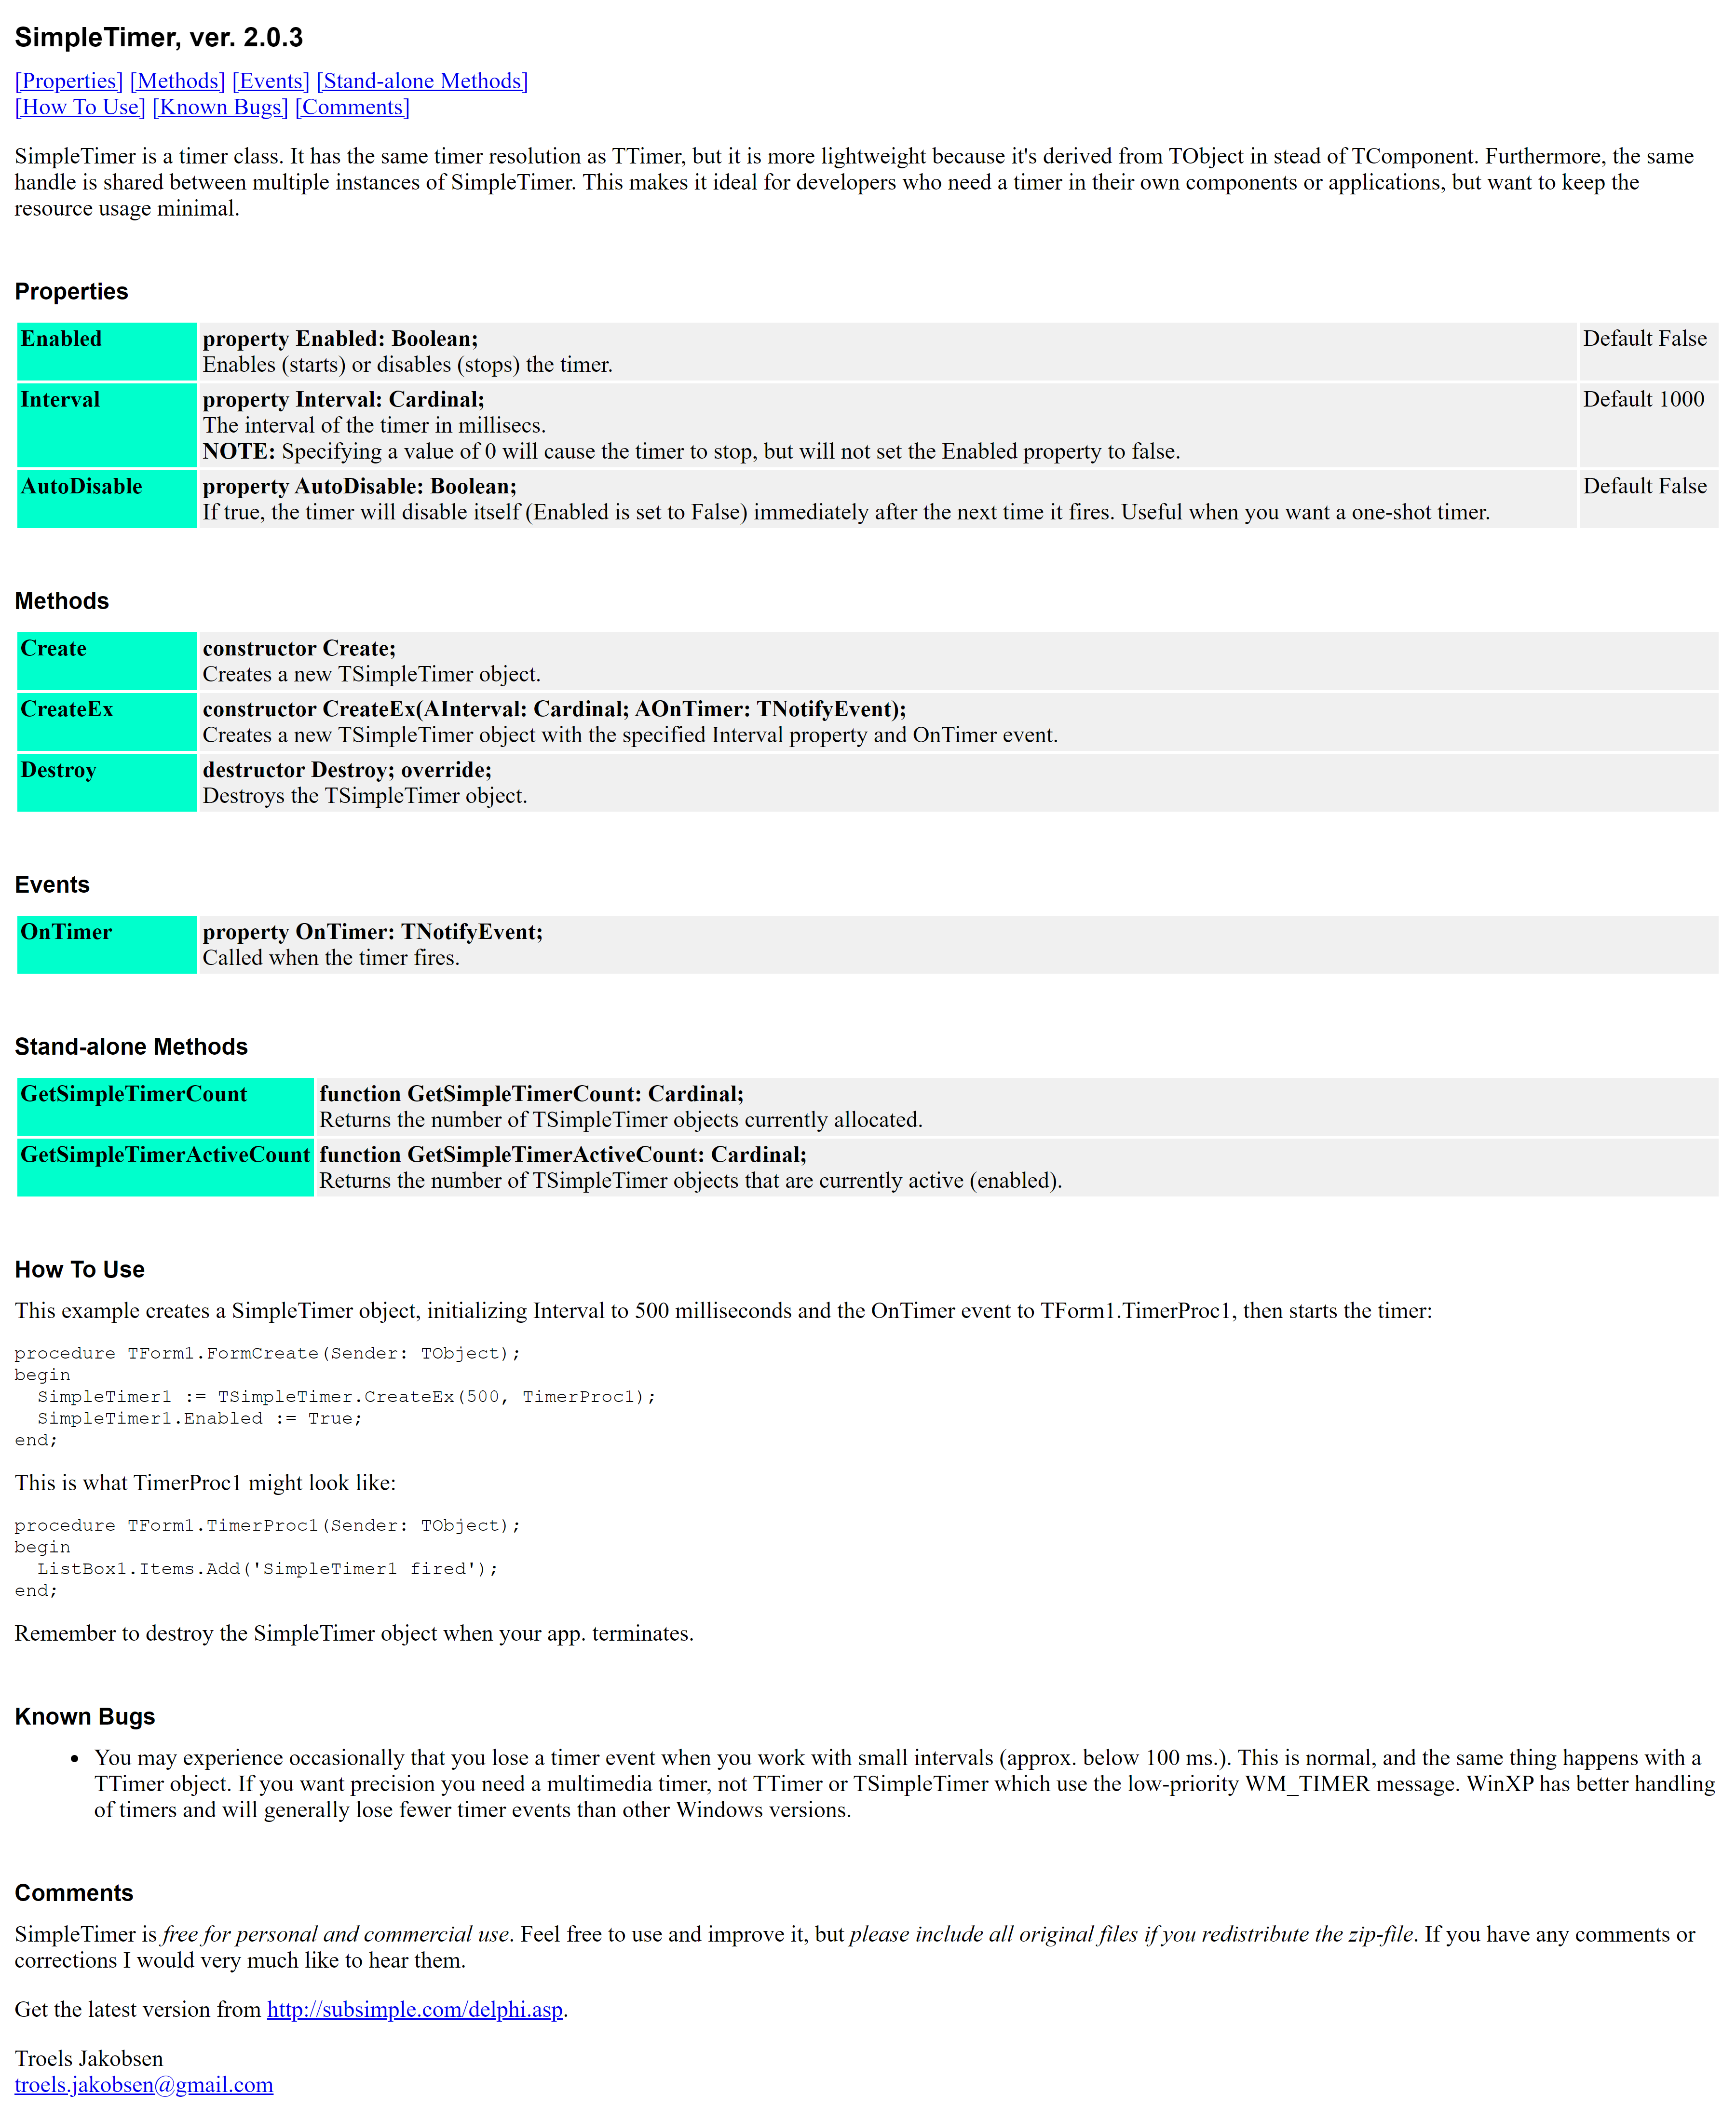 SimpleTimer, ver. 2.0.3
[Properties] [Methods] [Events] [Stand-alone Methods]
[How To Use] [Known Bugs] [Comments]
SimpleTimer is a timer class. It has the same timer resolution as TTimer, but it is more lightweight because it's derived from TObject in stead of TComponent. Furthermore, the same
handle is shared between multiple instances of SimpleTimer. This makes it ideal for developers who need a timer in their own components or applications, but want to keep the
resource usage minimal.
Properties
Enabled property Enabled: Boolean; Default False
Enables (starts) or disables (stops) the timer.
Interval property Interval: Cardinal; Default 1000
The interval of the timer in millisecs.
NOTE: Specifying a value of 0 will cause the timer to stop, but will not set the Enabled property to false.
AutoDisable property AutoDisable: Boolean; Default False
If true, the timer will disable itself (Enabled is set to False) immediately after the next time it fires. Useful when you want a one-shot timer.
Methods
Create constructor Create;
Creates a new TSimpleTimer object.
CreateEx constructor CreateEx(AInterval: Cardinal; AOnTimer: TNotifyEvent);
Creates a new TSimpleTimer object with the specified Interval property and OnTimer event.
Destroy destructor Destroy; override;
Destroys the TSimpleTimer object.
Events
OnTimer property OnTimer: TNotifyEvent;
Called when the timer fires.
Stand-alone Methods
GetSimpleTimerCount function GetSimpleTimerCount: Cardinal;
Returns the number of TSimpleTimer objects currently allocated.
GetSimpleTimerActiveCount function GetSimpleTimerActiveCount: Cardinal;
Returns the number of TSimpleTimer objects that are currently active (enabled).
How To Use
This example creates a SimpleTimer object, initializing Interval to 500 milliseconds and the OnTimer event to TForm1.TimerProc1, then starts the timer:
procedure TForm1.FormCreate(Sender: TObject);
begin
  SimpleTimer1 := TSimpleTimer.CreateEx(500, TimerProc1);
  SimpleTimer1.Enabled := True;
end;
This is what TimerProc1 might look like:
procedure TForm1.TimerProc1(Sender: TObject);
begin
  ListBox1.Items.Add('SimpleTimer1 fired');
end;
Remember to destroy the SimpleTimer object when your app. terminates.
Known Bugs
• You may experience occasionally that you lose a timer event when you work with small intervals (approx. below 100 ms.). This is normal, and the same thing happens with a
TTimer object. If you want precision you need a multimedia timer, not TTimer or TSimpleTimer which use the low-priority WM_TIMER message. WinXP has better handling
of timers and will generally lose fewer timer events than other Windows versions.
Comments
SimpleTimer is free for personal and commercial use. Feel free to use and improve it, but please include all original files if you redistribute the zip-file. If you have any comments or
corrections I would very much like to hear them.
Get the latest version from http://subsimple.com/delphi.asp.
Troels Jakobsen
troels.jakobsen@gmail.com